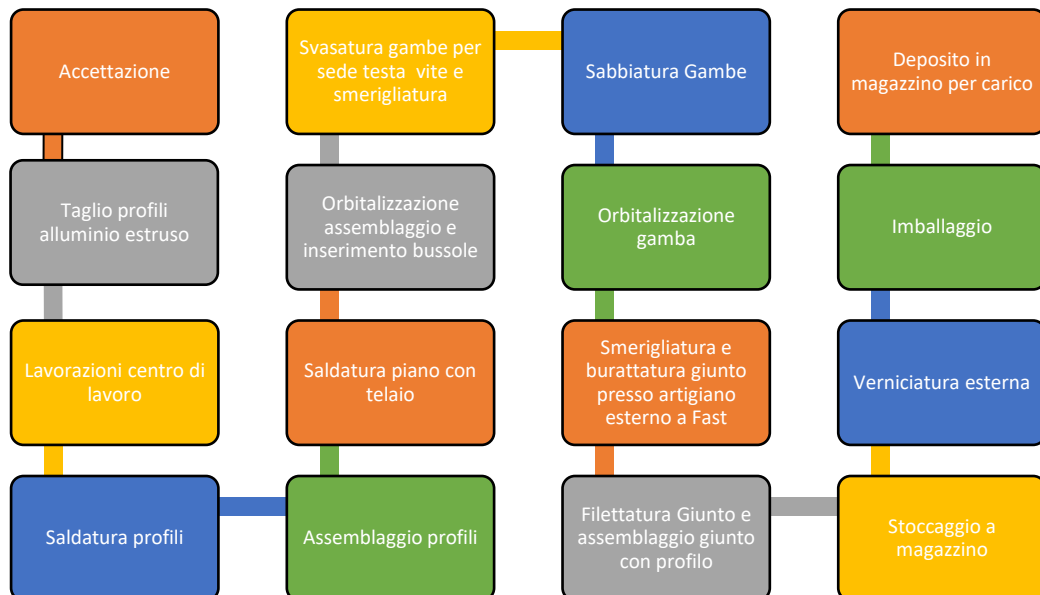 Accettazione
Taglio profili
alluminio estruso
Lavorazioni centro di
lavoro
Saldatura profili
Assemblaggio profili
Saldatura piano con
telaio
Orbitalizzazione
assemblaggio e
inserimento bussole
Svasatura gambe per
sede testa vite e
smerigliatura
Sabbiatura Gambe
Orbitalizzazione
gamba
Smerigliatura e
burattatura giunto
presso artigiano
esterno a Fast
Filettatura Giunto e
assemblaggio giunto
con profilo
Stoccaggio a
magazzino
Verniciatura esterna
Imballaggio
Deposito in
magazzino per carico